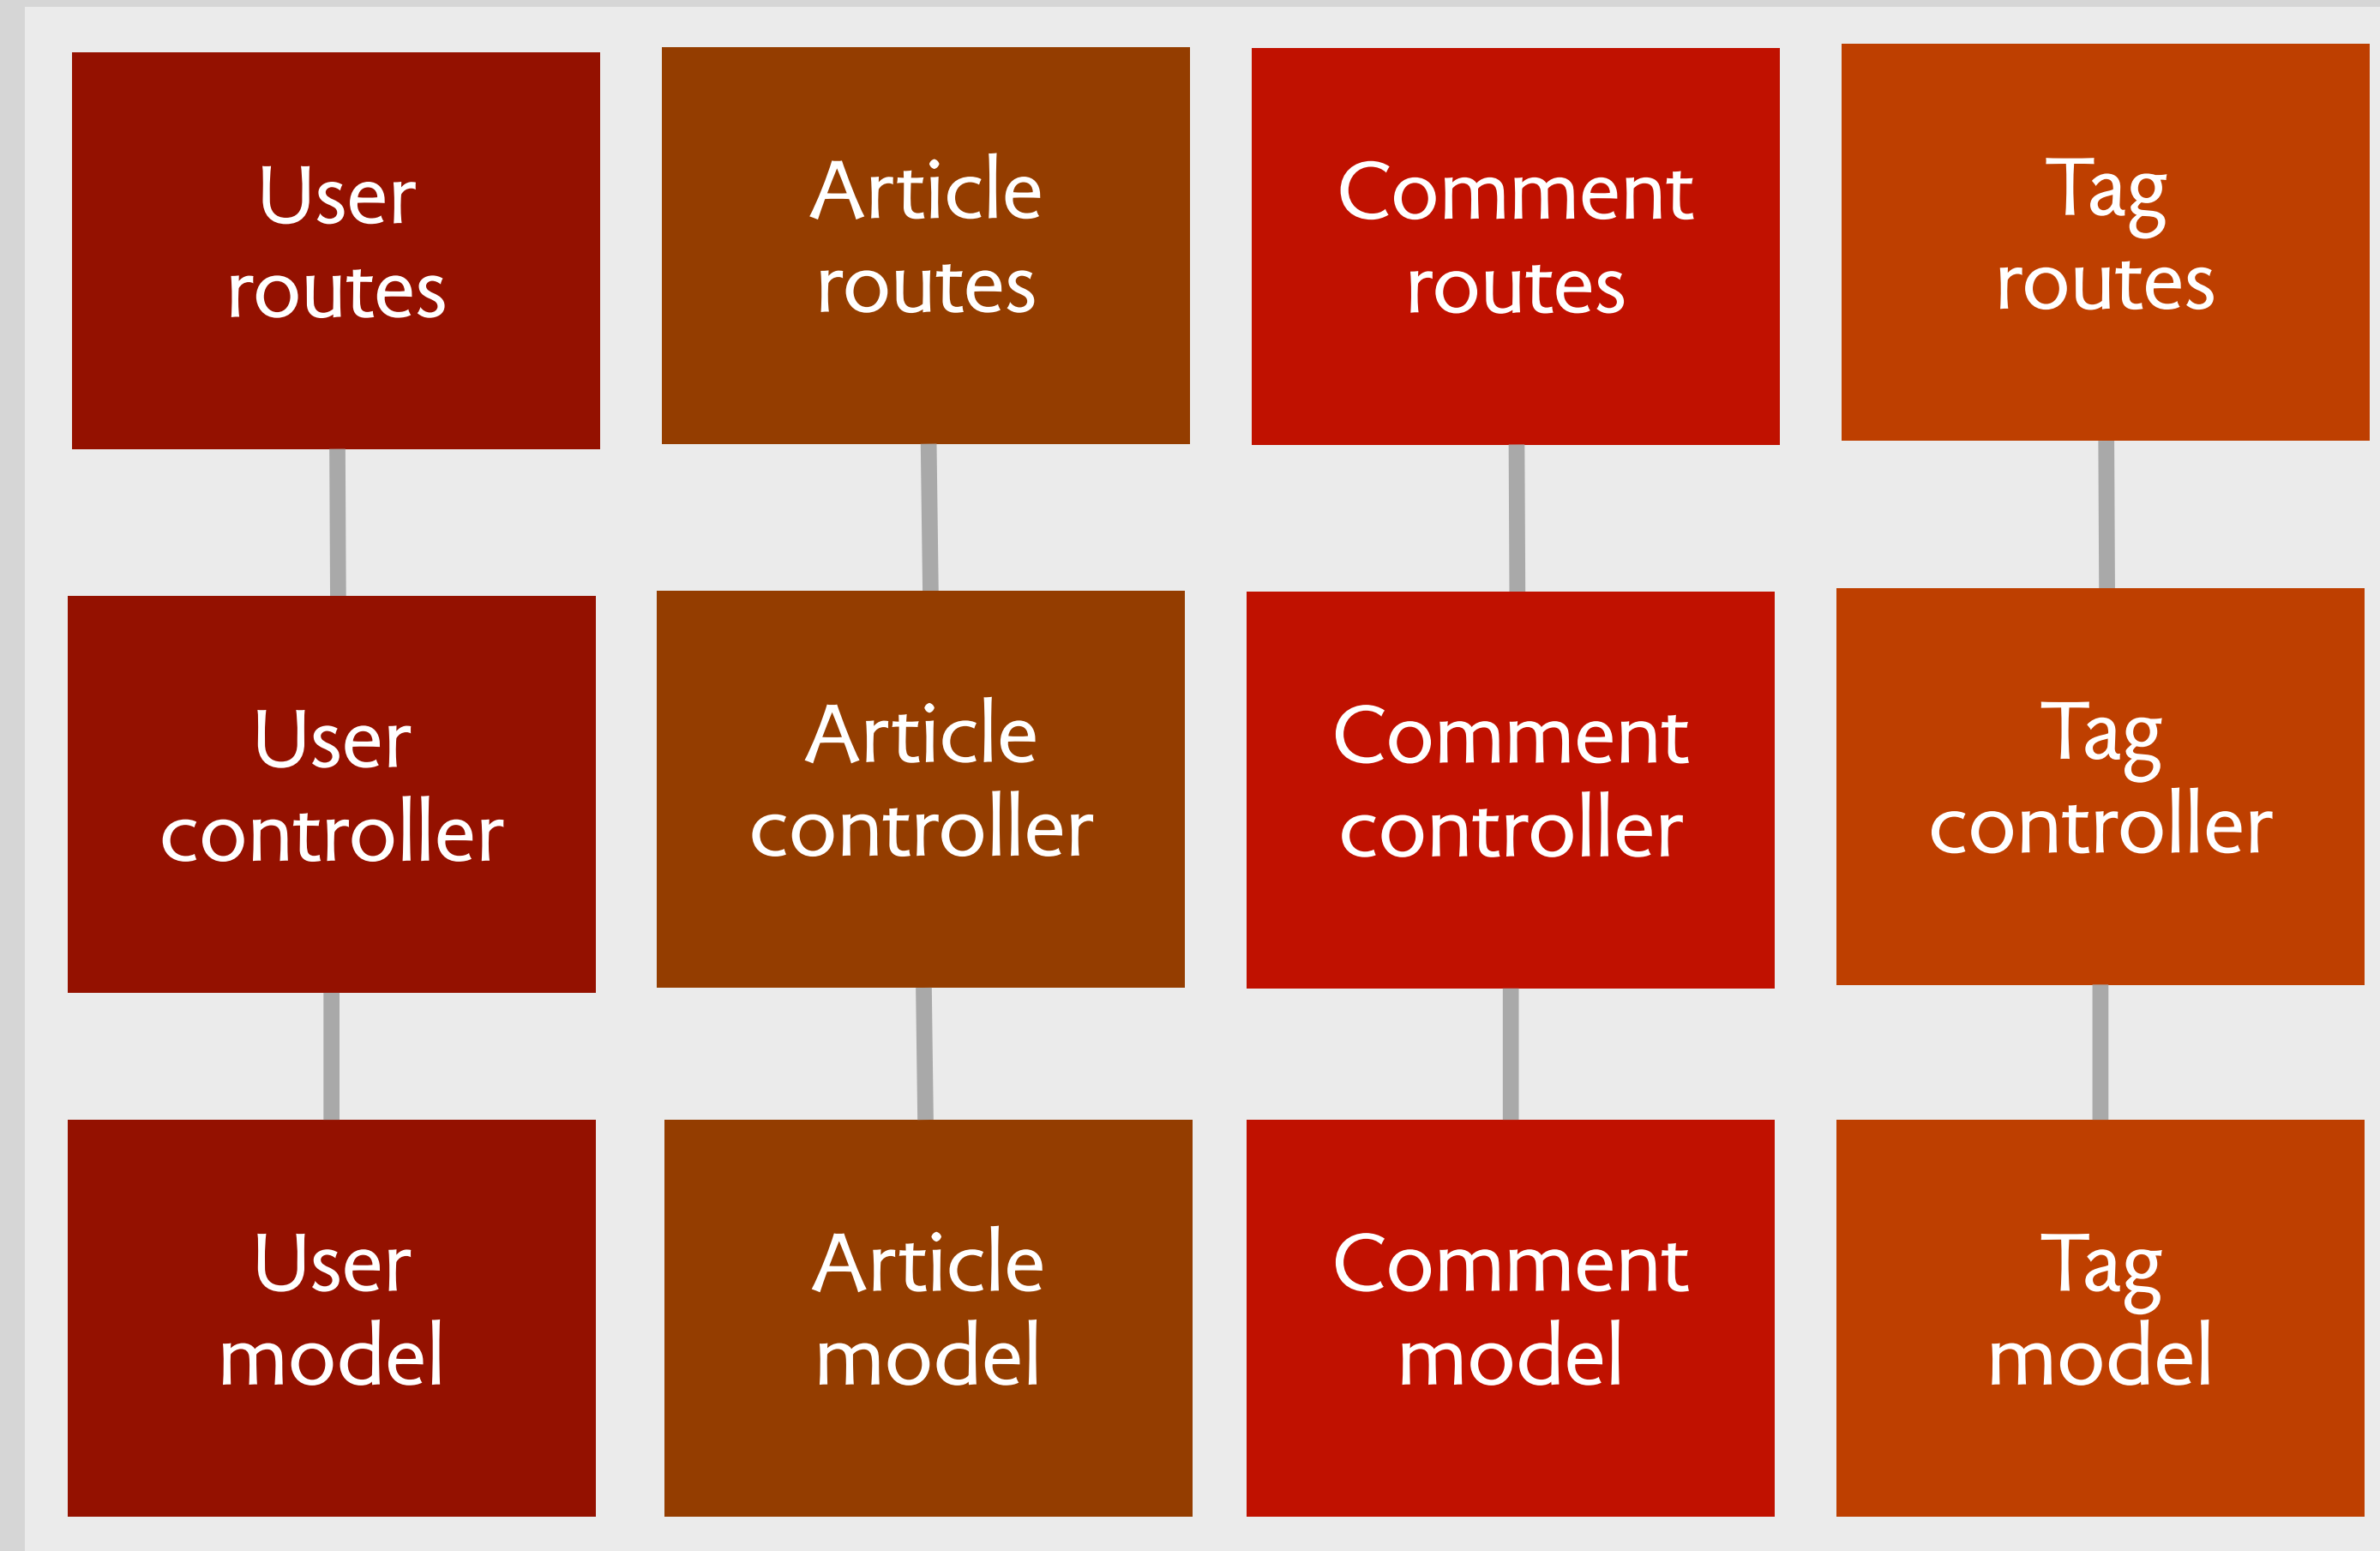 User
routes
Article
routes
Comment
routes
Tag
routes
User
controller
Article
controller
Comment
controller
Tag
controller
User
model
Article
model
Comment
model
Tag
model